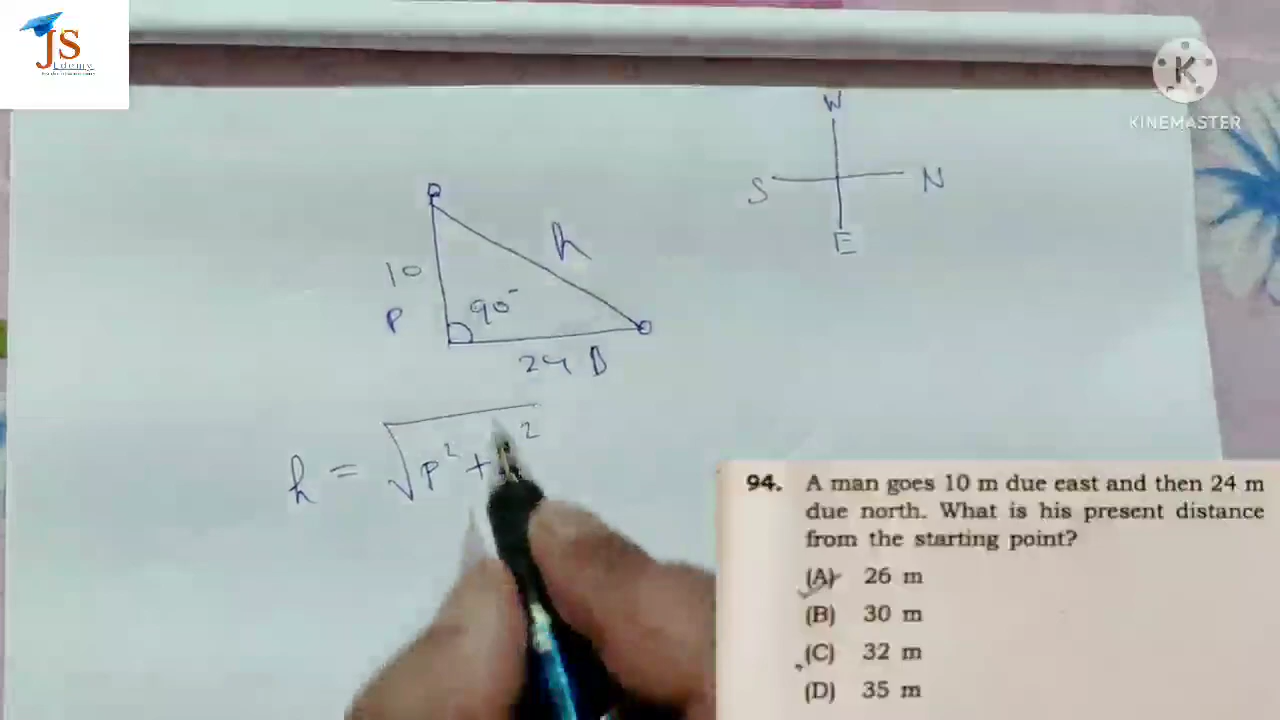 JS
KINEMASTER
W
S N
E
P
h
10
90°
P
24 B
h = √p² + ²
94. A man goes 10 m due east and then 24 m
due north. What is his present distance
from the starting point?
(A) 26 m
(B) 30 m
(C) 32 m
(D) 35 m